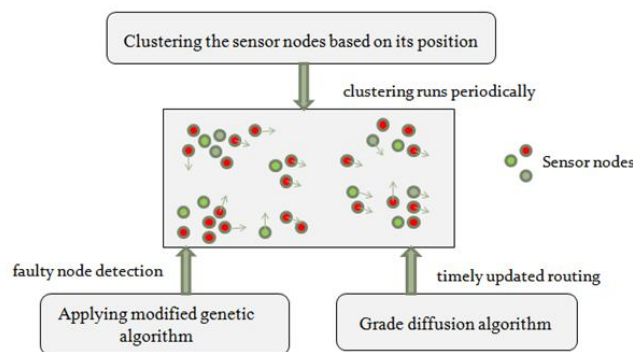 Clustering the sensor nodes based on its position
clustering runs periodically
Sensor nodes
faulty node detection
timely updated routing
Applying modified genetic
algorithm
Grade diffusion algorithm